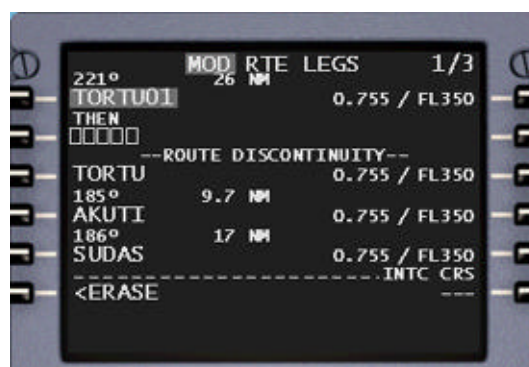 MOD RTE LEGS 1/3
221° 26 NM
TORTU01 0.755 / FL350
THEN
□□□□□
--ROUTE DISCONTINUITY--
TORTU 0.755 / FL350
185° 9.7 NM
AKUTI 0.755 / FL350
186° 17 NM
SUDAS 0.755 / FL350
----------------------INTC CRS
<ERASE ---